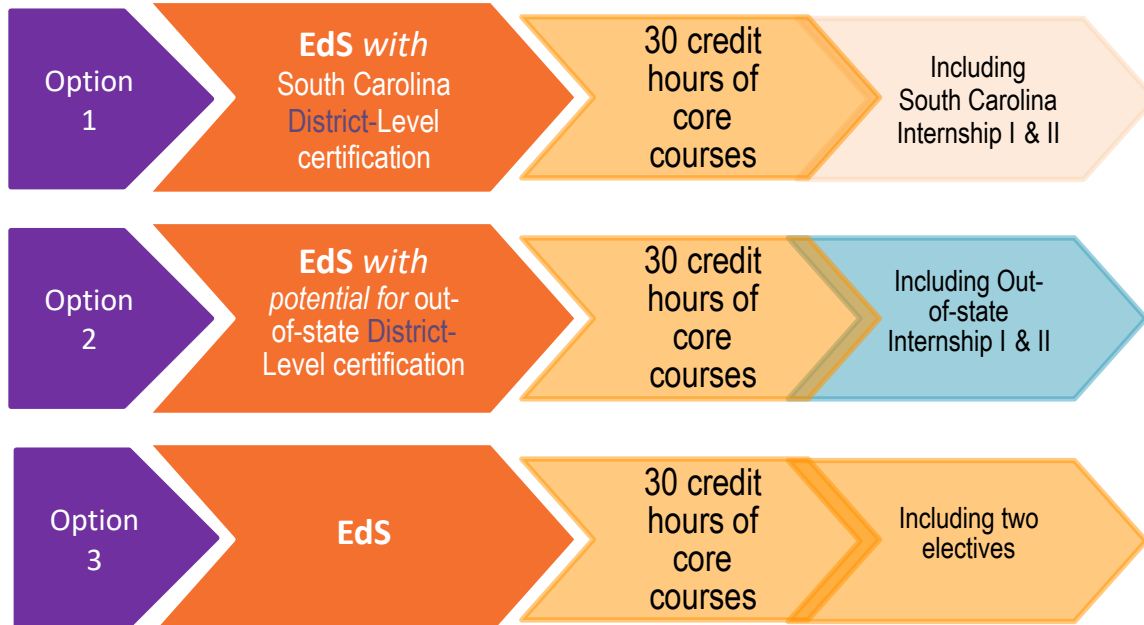 Option
1
EdS with
South Carolina
District-Level
certification
30 credit
hours of
core
courses
Including
South Carolina
Internship I & II
Option
2
EdS with
potential for out-
of-state District-
Level certification
30 credit
hours of
core
courses
Including Out-
of-state
Internship I & II
Option
3
EdS
30 credit
hours of
core
courses
Including two
electives